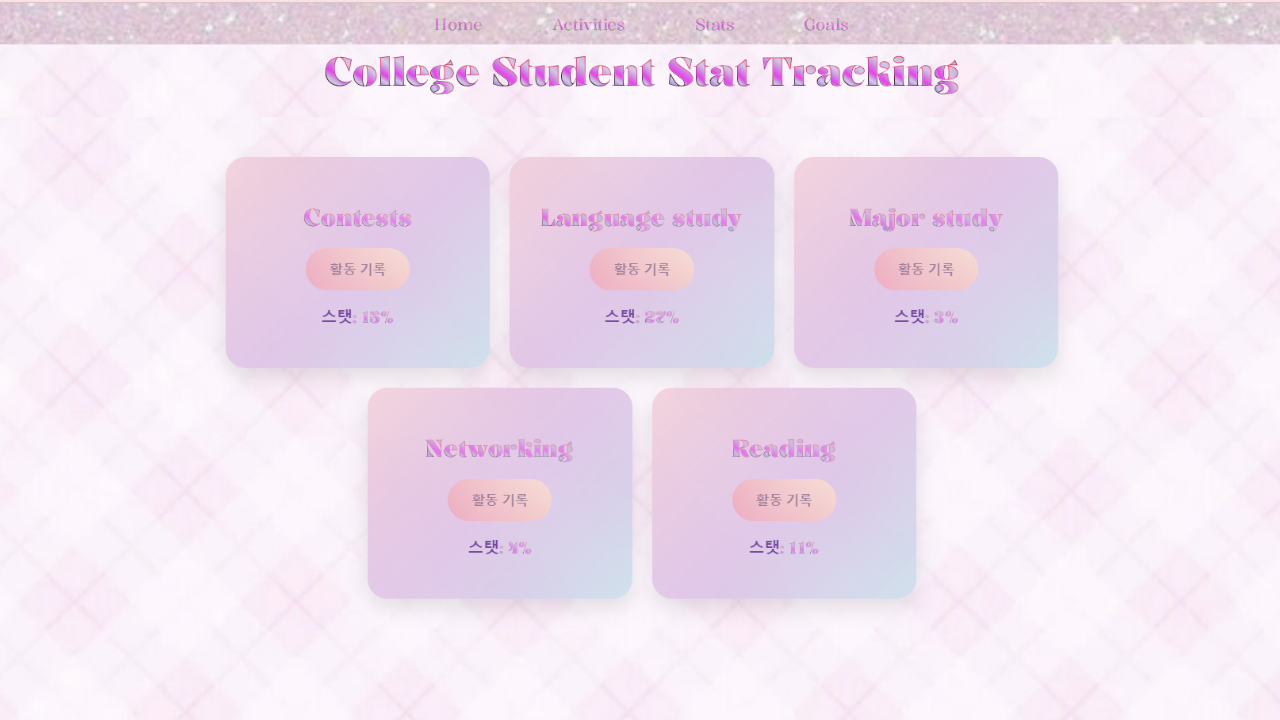 Home Activities Stats Goals
College Student Stat Tracking
Contests
활동 기록
스탯: 15%
Language study
활동 기록
스탯: 27%
Major study
활동 기록
스탯: 3%
Networking
활동 기록
스탯: 4%
Reading
활동 기록
스탯: 11%